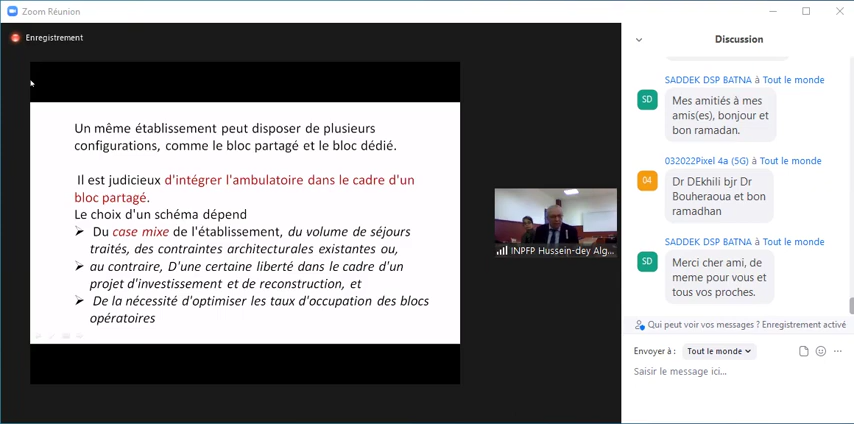 Zoom Réunion
Enregistrement
Un même établissement peut disposer de plusieurs
configurations, comme le bloc partagé et le bloc dédié.
Il est judicieux d'intégrer l'ambulatoire dans le cadre d'un
bloc partagé.
Le choix d'un schéma dépend
➢ Du case mixe de l'établissement, du volume de séjours
traités, des contraintes architecturales existantes ou,
➢ au contraire, D'une certaine liberté dans le cadre d'un
projet d'investissement et de reconstruction, et
➢ De la nécessité d'optimiser les taux d'occupation des blocs
opératoires
INPFP Hussein-dey Alg...
Discussion
SADDEK DSP BATNA à Tout le monde
SD
Mes amitiés à mes
amis(es), bonjour et
bon ramadan.
032022Pixel 4a (5G) à Tout le monde
04
Dr DEkhili bjr Dr
Bouheraoua et bon
ramadhan
SADDEK DSP BATNA à Tout le monde
SD
Merci cher ami, de
meme pour vous et
tous vos proches.
Qui peut voir vos messages ? Enregistrement activé
Envoyer à : Tout le monde
Saisir le message ici...